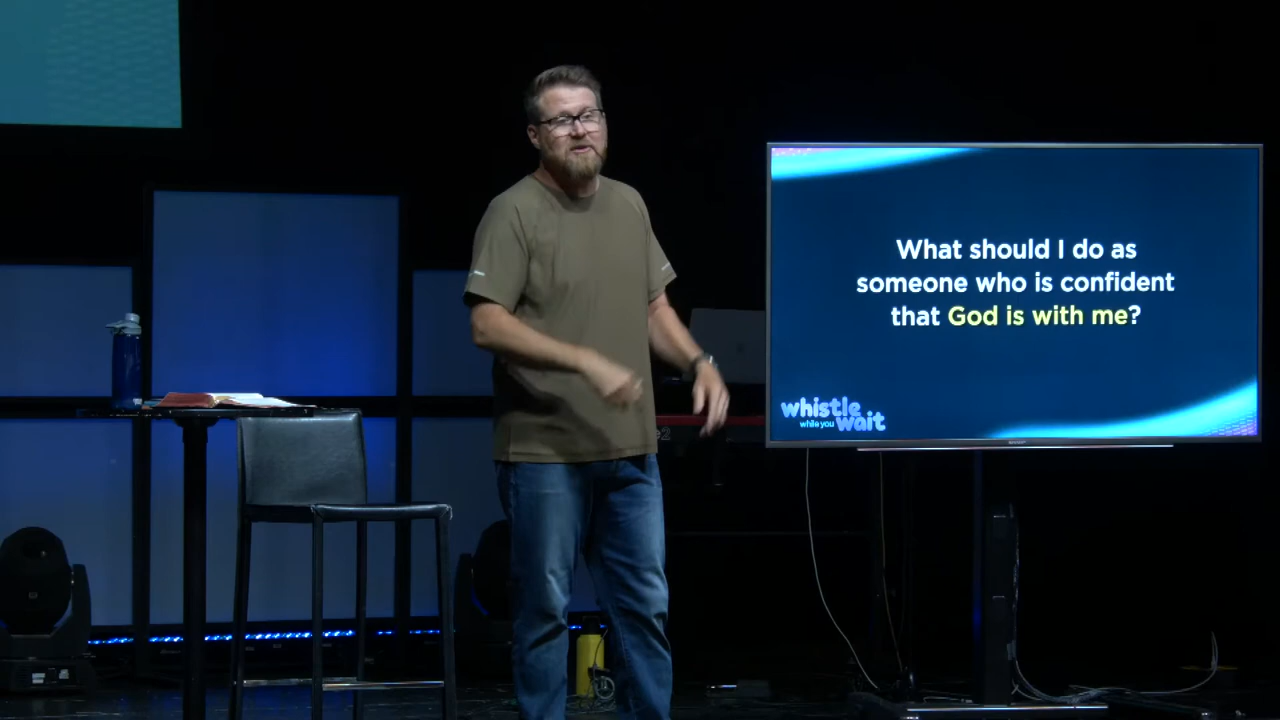 What should I do as
someone who is confident
that God is with me?
whistle
while you wait